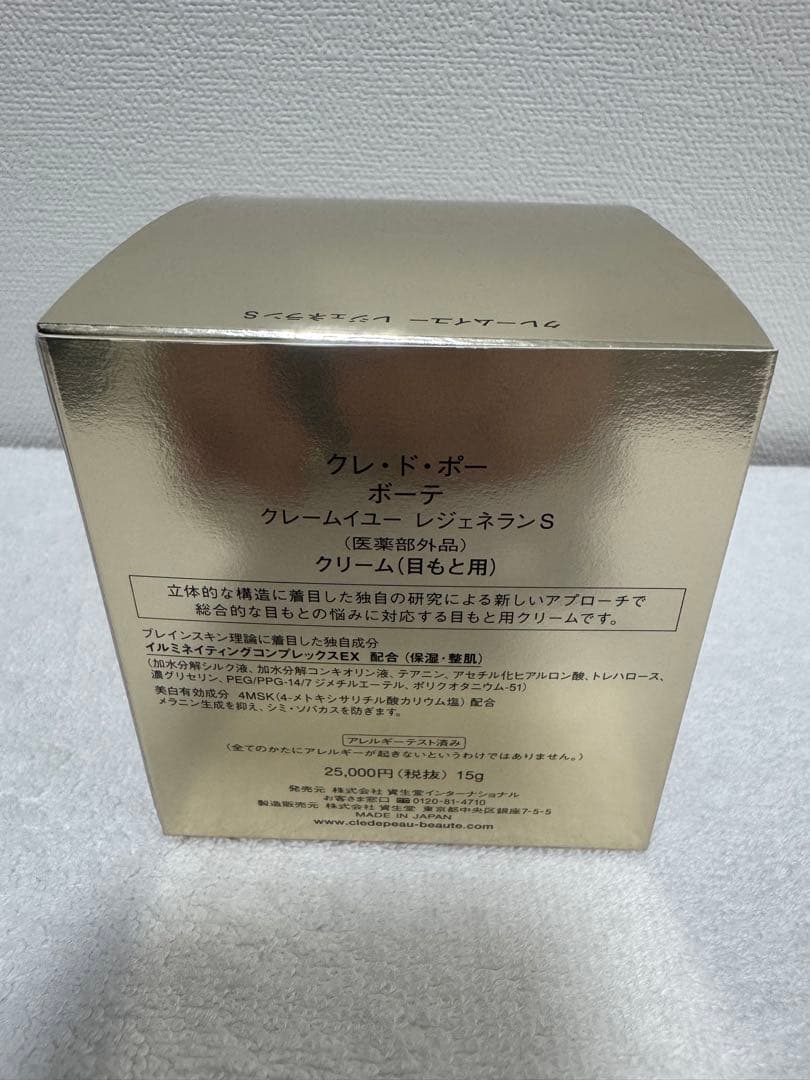 クレームイユー レジェネランS
クレ・ド・ポー
ボーテ
クレームイユー レジェネランS
（医薬部外品）
クリーム（目もと用）
立体的な構造に着目した独自の研究による新しいアプローチで
総合的な目もとの悩みに対応する目もと用クリームです。
ブレインスキン理論に着目した独自成分
イルミネイティングコンプレックスEX 配合（保湿・整肌）
（加水分解シルク液、加水分解コンキオリン液、テアニン、アセチル化ヒアルロン酸、トレハロース、
濃グリセリン、PEG/PPG-14/7 ジメチルエーテル、ポリクオタニウム-51）
美白有効成分 4MSK（4-メトキシサリチル酸カリウム塩）配合
メラニン生成を抑え、シミ・ソバカスを防ぎます。
アレルギーテスト済み
（全てのかたにアレルギーが起きないというわけではありません。）
25,000円（税抜）15g
発売元 株式会社 資生堂インターナショナル
お客さま窓口 0120-81-4710
製造販売元 株式会社 資生堂 東京都中央区銀座7-5-5
MADE IN JAPAN
www.cledepeau-beaute.com